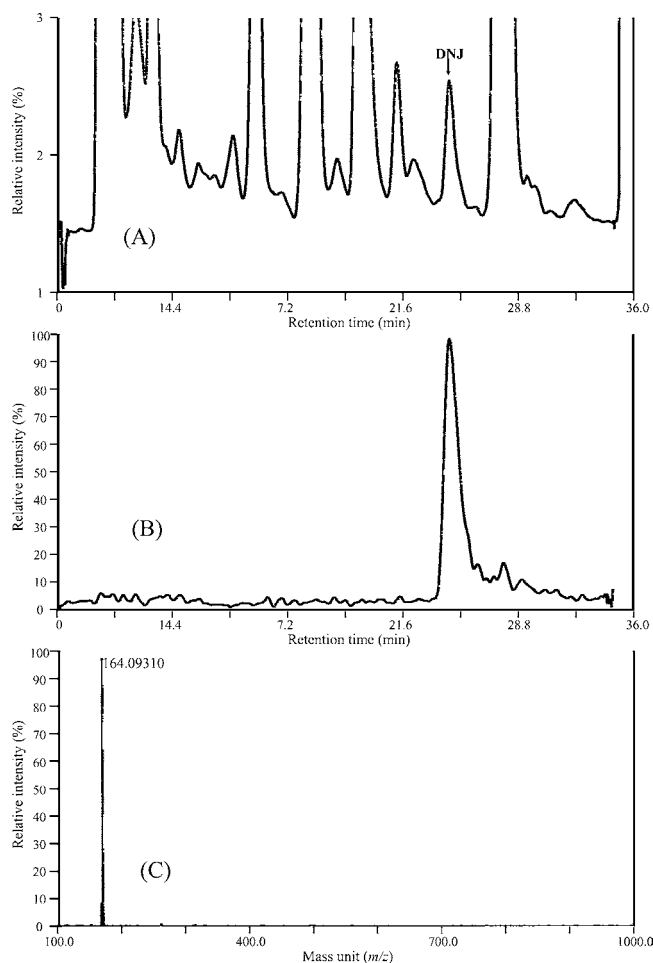 3
DNJ
2
Relative intensity (%)
(A)
1
0 14.4 7.2 21.6 28.8 36.0
Retention time (min)
100
90
80
70
60
50
40
30
20
10
0
Relative intensity (%)
(B)
0 14.4 7.2 21.6 28.8 36.0
Retention time (min)
100
90
80
70
60
50
40
30
20
10
0
Relative intensity (%)
164.09310
(C)
100.0 400.0 700.0 1000.0
Mass unit (m/z)